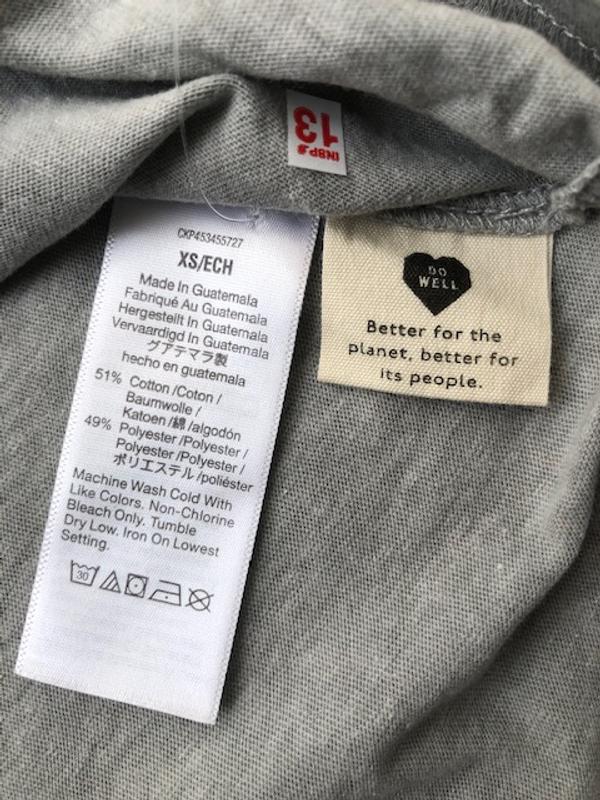 INSP.#
13
CKP453455727
XS/ECH
Made In Guatemala
Fabriqué Au Guatemala
Hergestellt In Guatemala
Vervaardigd In Guatemala
グアテマラ製
hecho en guatemala
51% Cotton /Coton /
Baumwolle /
Katoen /綿 /algodón
49% Polyester /Polyester /
Polyester /Polyester /
ポリエステル /poliéster
Machine Wash Cold With
Like Colors. Non-Chlorine
Bleach Only. Tumble
Dry Low. Iron On Lowest
Setting.
30
DO
WELL
Better for the
planet, better for
its people.